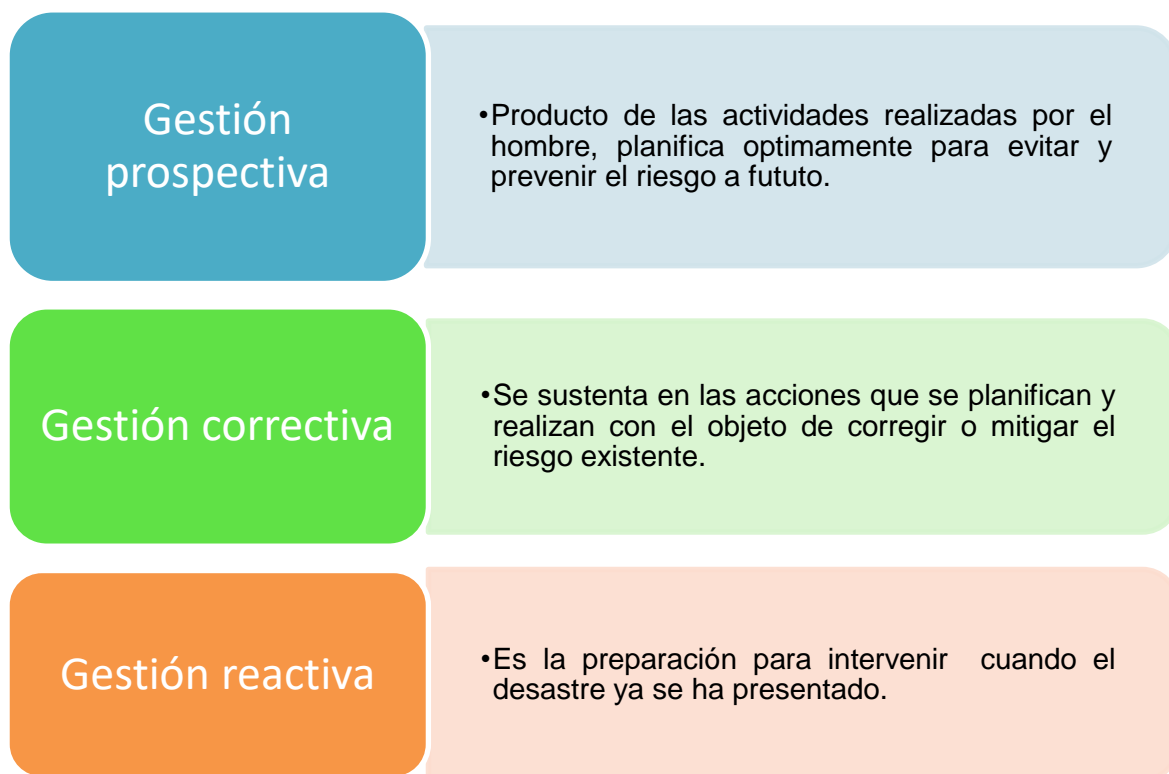 Gestión
prospectiva
•Producto de las actividades realizadas por el
hombre, planifica optimamente para evitar y
prevenir el riesgo a fututo.
Gestión correctiva
•Se sustenta en las acciones que se planifican y
realizan con el objeto de corregir o mitigar el
riesgo existente.
Gestión reactiva
•Es la preparación para intervenir cuando el
desastre ya se ha presentado.